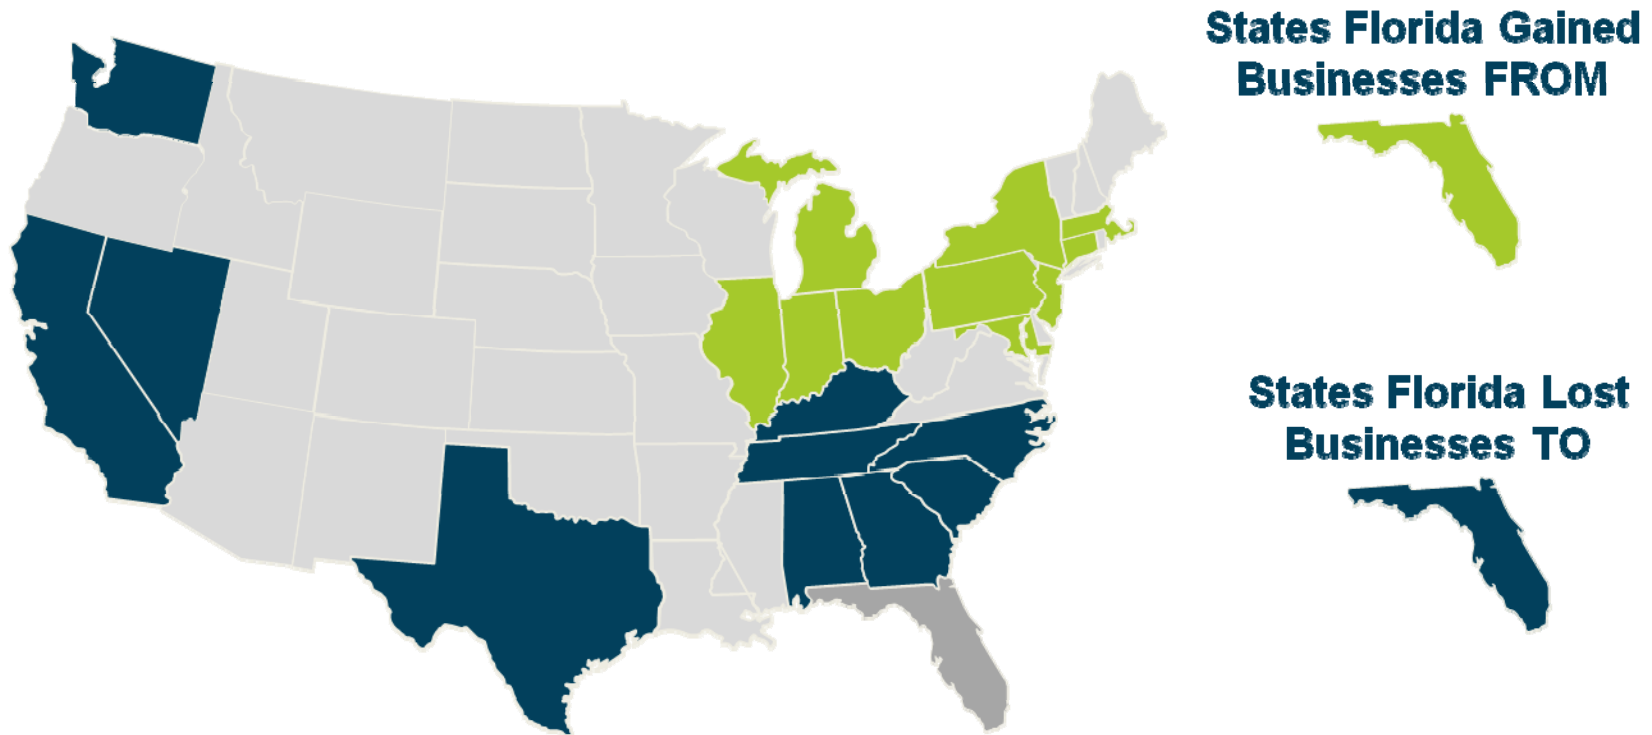 States Florida Gained
Businesses FROM
States Florida Lost
Businesses TO